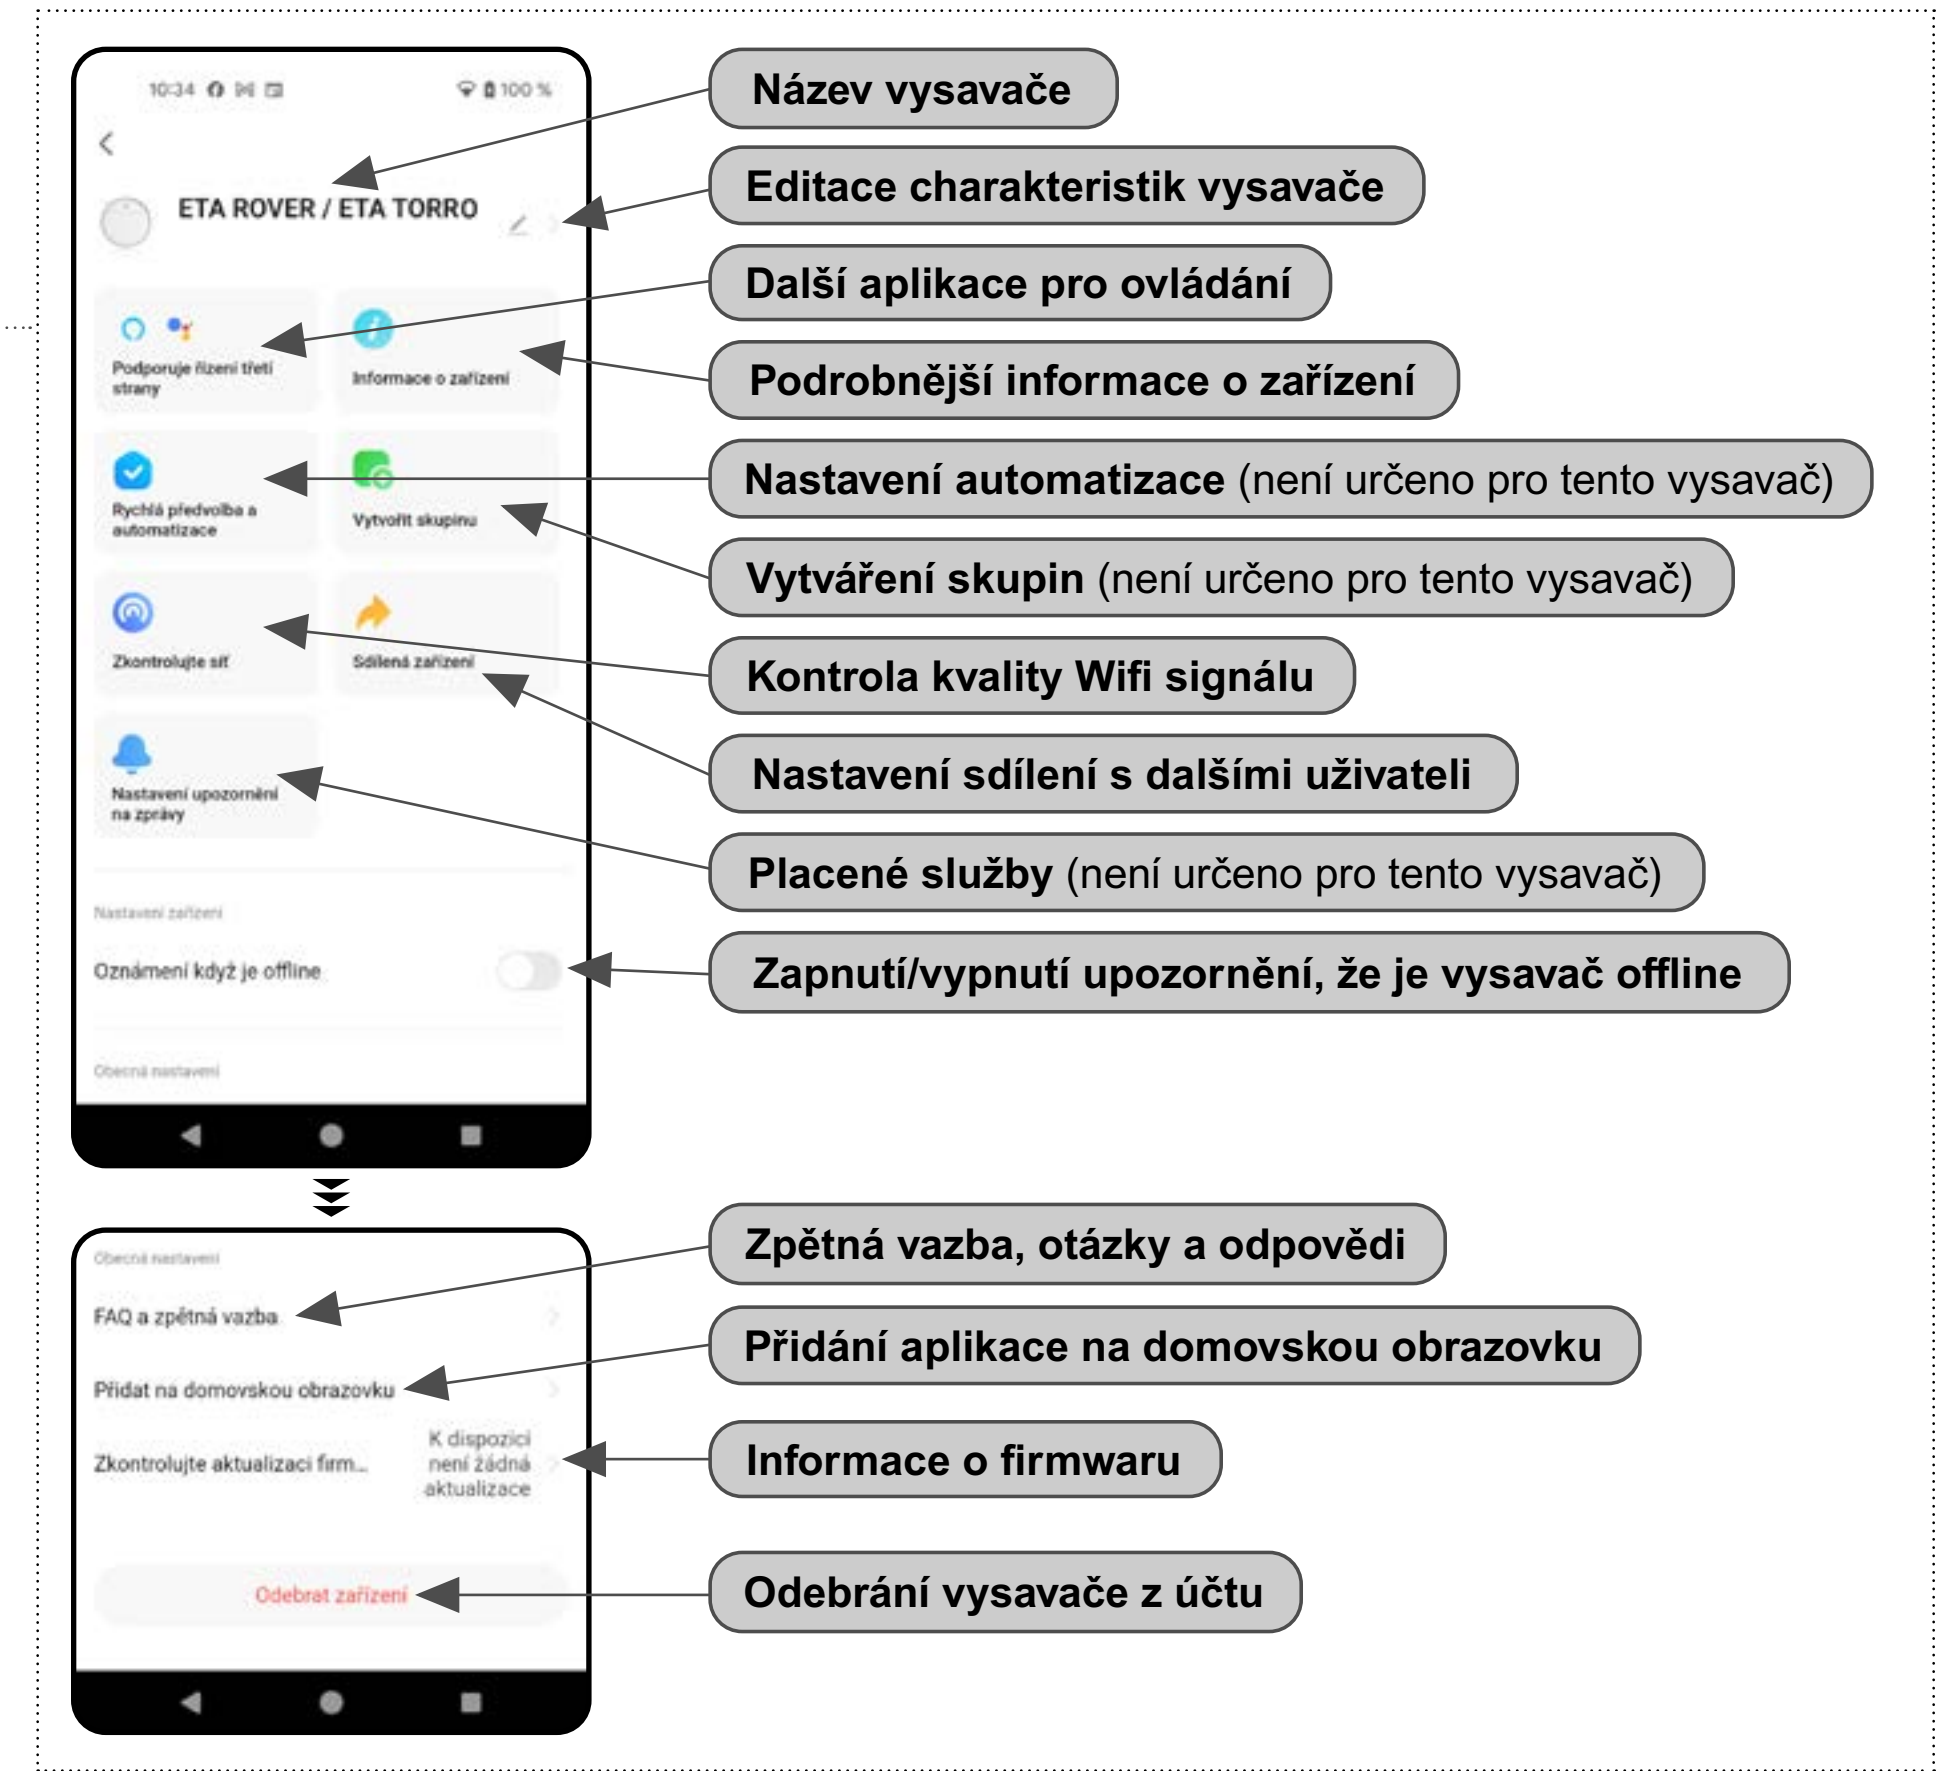 10:34
100 %
Název vysavače
ETA ROVER / ETA TORRO
Editace charakteristik vysavače
Další aplikace pro ovládání
Podporuje řízení třetí
strany
Informace o zařízení
Podrobnější informace o zařízení
Nastavení automatizace (není určeno pro tento vysavač)
Rychlá předvolba a
automatizace
Vytvořit skupinu
Vytváření skupin (není určeno pro tento vysavač)
Zkontrolujte síť
Sdílená zařízení
Kontrola kvality Wifi signálu
Nastavení sdílení s dalšími uživateli
Nastavení upozornění
na zprávy
Placené služby (není určeno pro tento vysavač)
Nastavení zařízení
Oznámení když je offline
Zapnutí/vypnutí upozornění, že je vysavač offline
Obecná nastavení
Obecná nastavení
Zpětná vazba, otázky a odpovědi
FAQ a zpětná vazba
Přidání aplikace na domovskou obrazovku
Přidat na domovskou obrazovku
Zkontrolujte aktualizaci firm...
K dispozici
není žádná
aktualizace
Informace o firmwaru
Odebrat zařízení
Odebrání vysavače z účtu